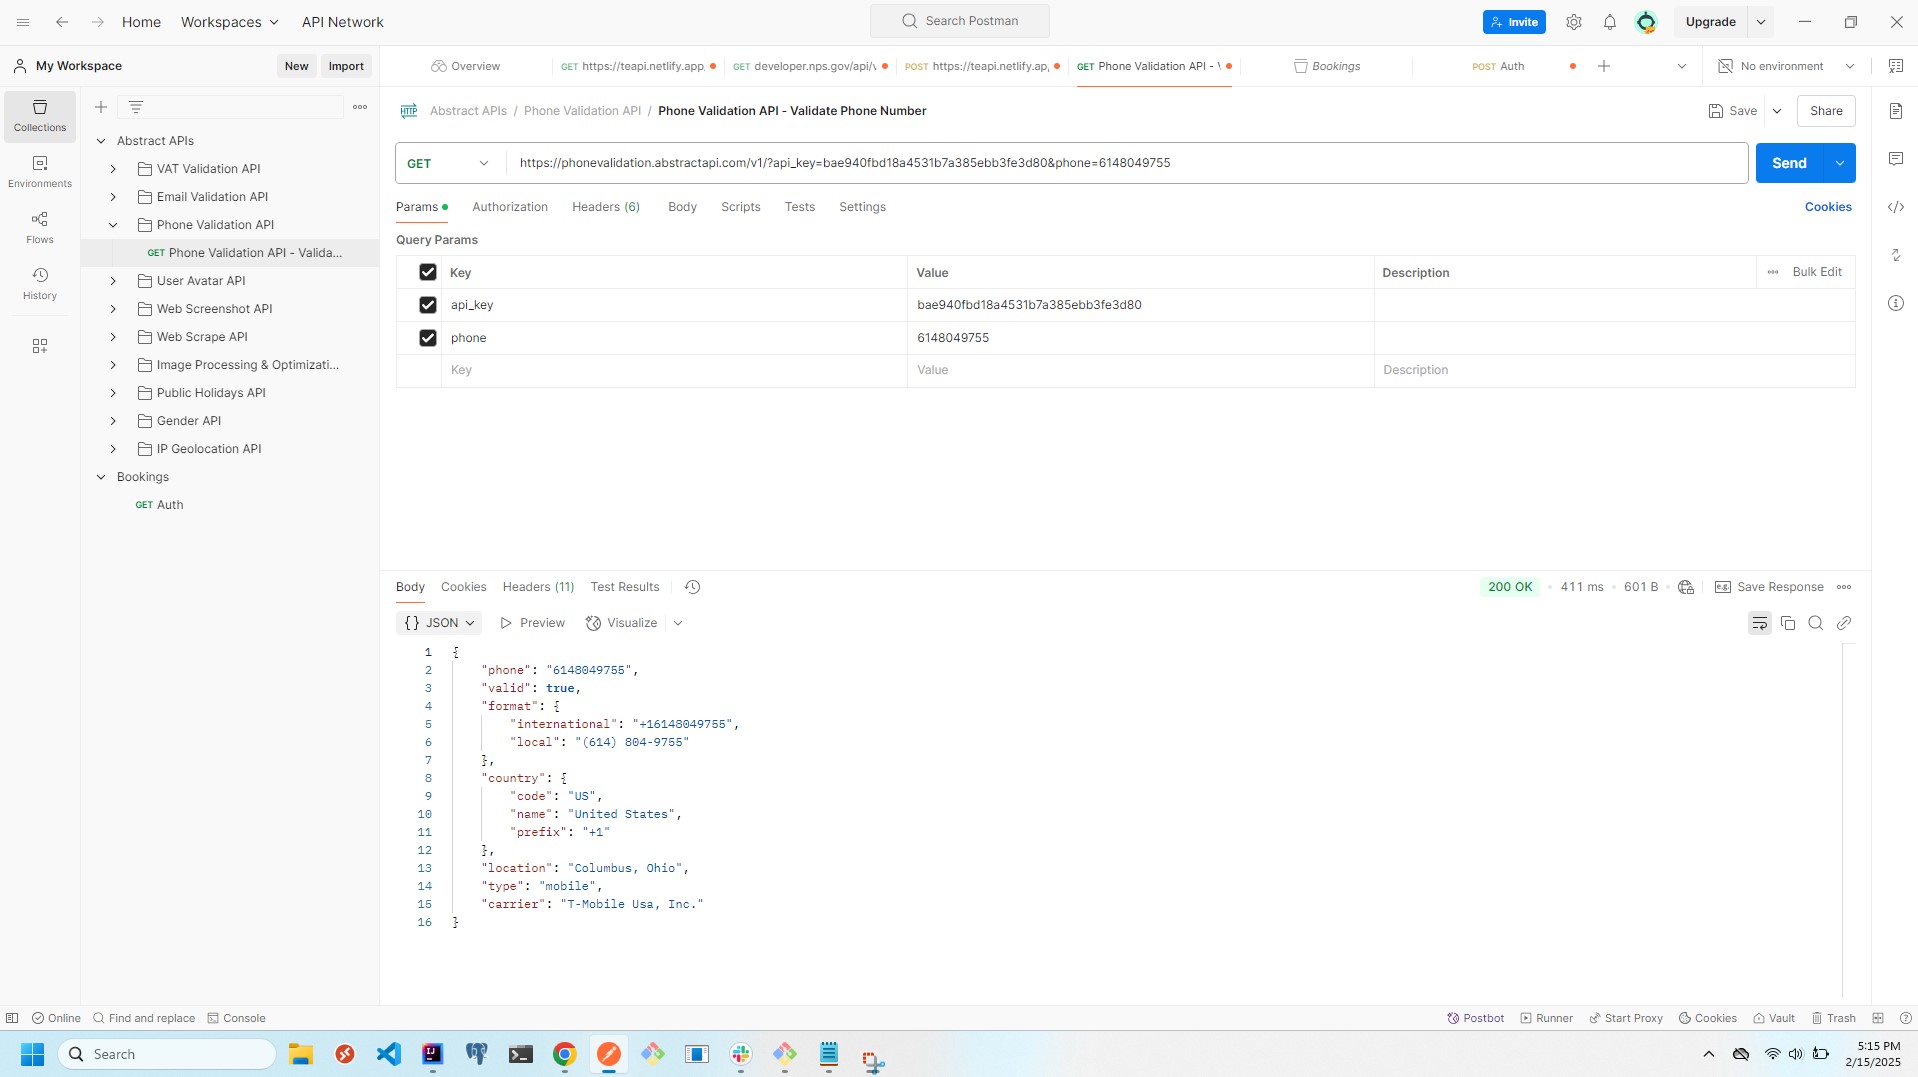 Home Workspaces API Network Search Postman Invite Upgrade
My Workspace New Import Overview GET https://teapi.netlify.app, GET developer.nps.gov/api/v POST https://teapi.netlify.ap, GET Phone Validation API - V Bookings POST Auth No environment
Collections
Environments
Flows
History
Abstract APIs
VAT Validation API
Email Validation API
Phone Validation API
GET Phone Validation API - Valida...
User Avatar API
Web Screenshot API
Web Scrape API
Image Processing & Optimizati...
Public Holidays API
Gender API
IP Geolocation API
Bookings
GET Auth
HTTP Abstract APIs / Phone Validation API / Phone Validation API - Validate Phone Number Save Share
GET https://phonevalidation.abstractapi.com/v1/?api_key=bae940fbd18a4531b7a385ebb3fe3d80&phone=6148049755 Send
Params Authorization Headers (6) Body Scripts Tests Settings Cookies
Query Params
Key Value Description Bulk Edit
api_key bae940fbd18a4531b7a385ebb3fe3d80
phone 6148049755
Key Value Description
Body Cookies Headers (11) Test Results 200 OK 411 ms 601 B e.g. Save Response
{} JSON Preview Visualize
1 {
2 "phone": "6148049755",
3 "valid": true,
4 "format": {
5 "international": "+16148049755",
6 "local": "(614) 804-9755"
7 },
8 "country": {
9 "code": "US",
10 "name": "United States",
11 "prefix": "+1"
12 },
13 "location": "Columbus, Ohio",
14 "type": "mobile",
15 "carrier": "T-Mobile Usa, Inc."
16 }
Online Find and replace Console Postbot Runner Start Proxy Cookies Vault Trash
Search
5:15 PM
2/15/2025